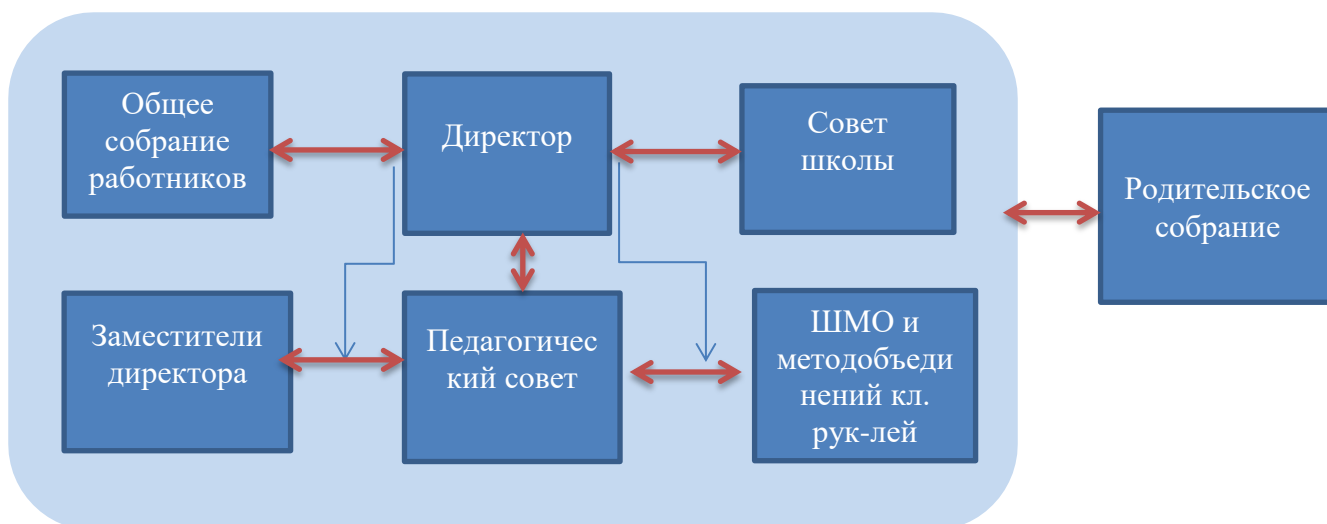 Общее
собрание
работников
Директор
Совет
школы
Родительское
собрание
Заместители
директора
Педагогичес
кий совет
ШМО и
методобъеди
нений кл.
рук-лей